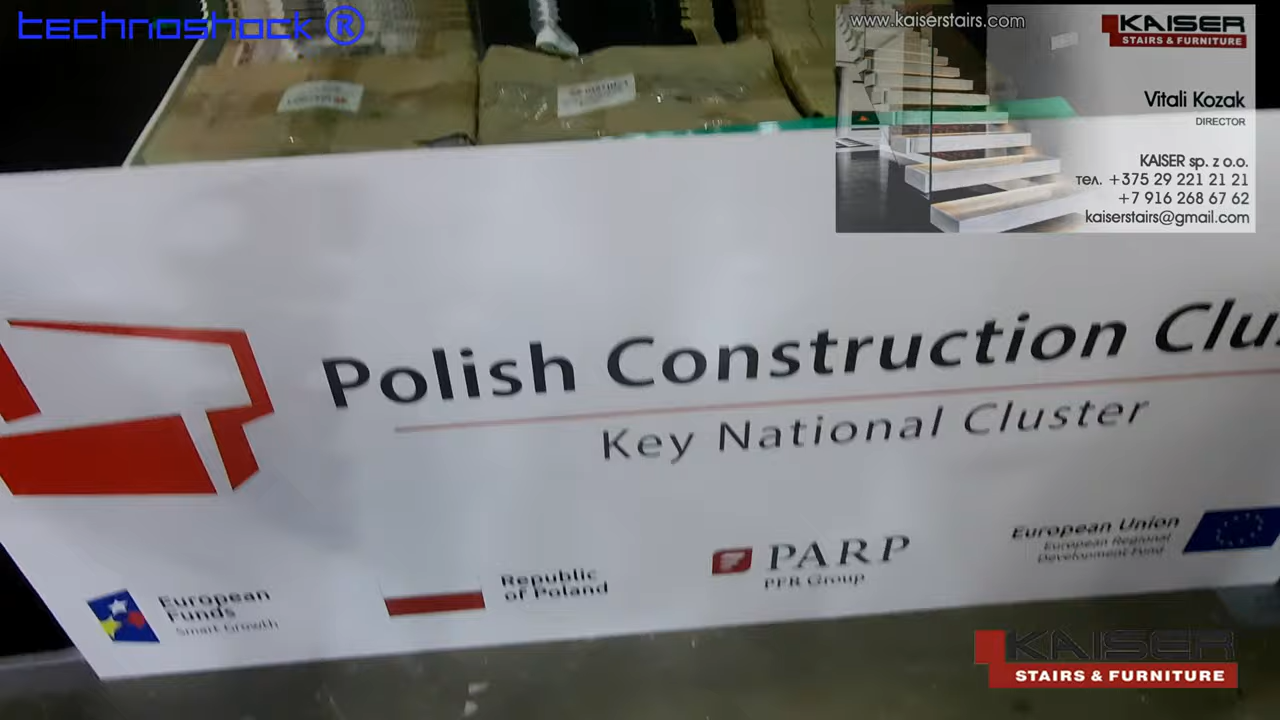 technoshock ®
www.kaiserstairs.com
KAISER
STAIRS & FURNITURE
Vitali Kozak
DIRECTOR
KAISER sp. z o.o.
тел. +375 29 221 21 21
+7 916 268 67 62
kaiserstairs@gmail.com
Polish Construction Clu
Key National Cluster
European
Funds
Smart Growth
Republic
of Poland
PARP
PFR Group
European Union
European Regional
Development Fund
KAISER
STAIRS & FURNITURE